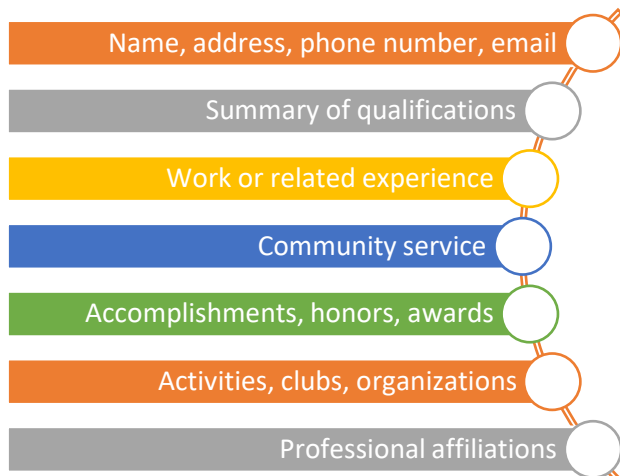 Name, address, phone number, email
Summary of qualifications
Work or related experience
Community service
Accomplishments, honors, awards
Activities, clubs, organizations
Professional affiliations